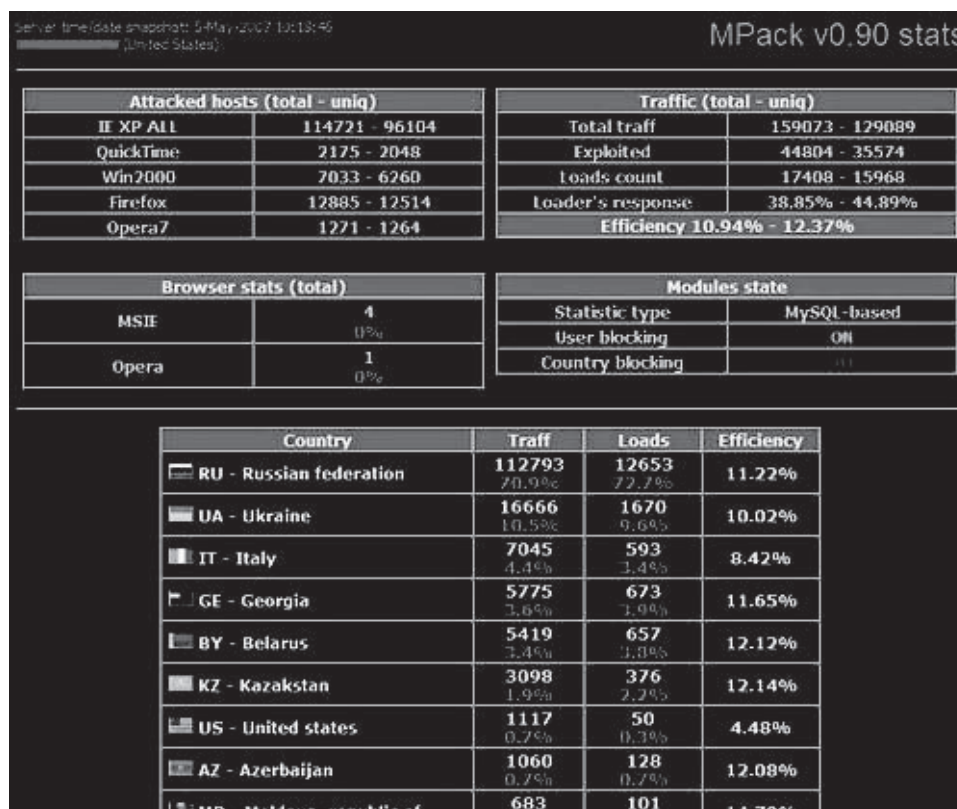 Server time/date snapshot: 5-May-2007 10:18:46
(United States)
MPack v0.90 stats
Attacked hosts (total - uniq)
IE XP ALL 114721 - 96104
QuickTime 2175 - 2048
Win2000 7033 - 6260
Firefox 12885 - 12514
Opera7 1271 - 1264
Traffic (total - uniq)
Total traff 159073 - 129089
Exploited 44804 - 35574
Loads count 17408 - 15968
Loader's response 38.85% - 44.89%
Efficiency 10.94% - 12.37%
Browser stats (total)
MSIE 4
0%
Opera 1
0%
Modules state
Statistic type MySQL-based
User blocking ON
Country blocking
Country Traff Loads Efficiency
RU - Russian federation 112793 12653 11.22%
70.9% 72.7%
UA - Ukraine 16666 1670 10.02%
10.5% 9.6%
IT - Italy 7045 593 8.42%
4.4% 3.4%
GE - Georgia 5775 673 11.65%
3.6% 3.9%
BY - Belarus 5419 657 12.12%
3.4% 3.8%
KZ - Kazakstan 3098 376 12.14%
1.9% 2.2%
US - United states 1117 50 4.48%
0.7% 0.3%
AZ - Azerbaijan 1060 128 12.08%
0.7% 0.7%
683 101